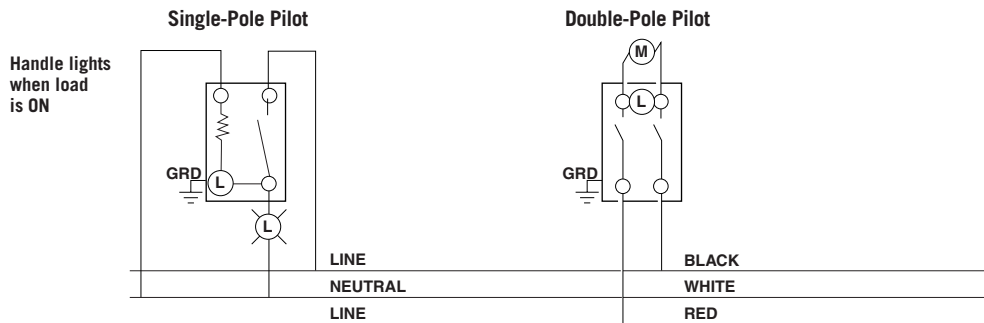 Single-Pole Pilot
Double-Pole Pilot
Handle lights
when load
is ON
M
L
GRD
L
GRD
L
LINE
BLACK
NEUTRAL
WHITE
LINE
RED